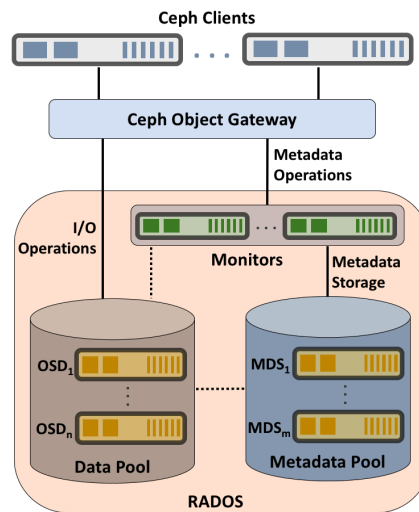 Ceph Clients
Ceph Object Gateway
Metadata
Operations
I/O
Operations
Monitors
Metadata
Storage
OSD1
MDS1
OSDn
MDSm
Data Pool
Metadata Pool
RADOS